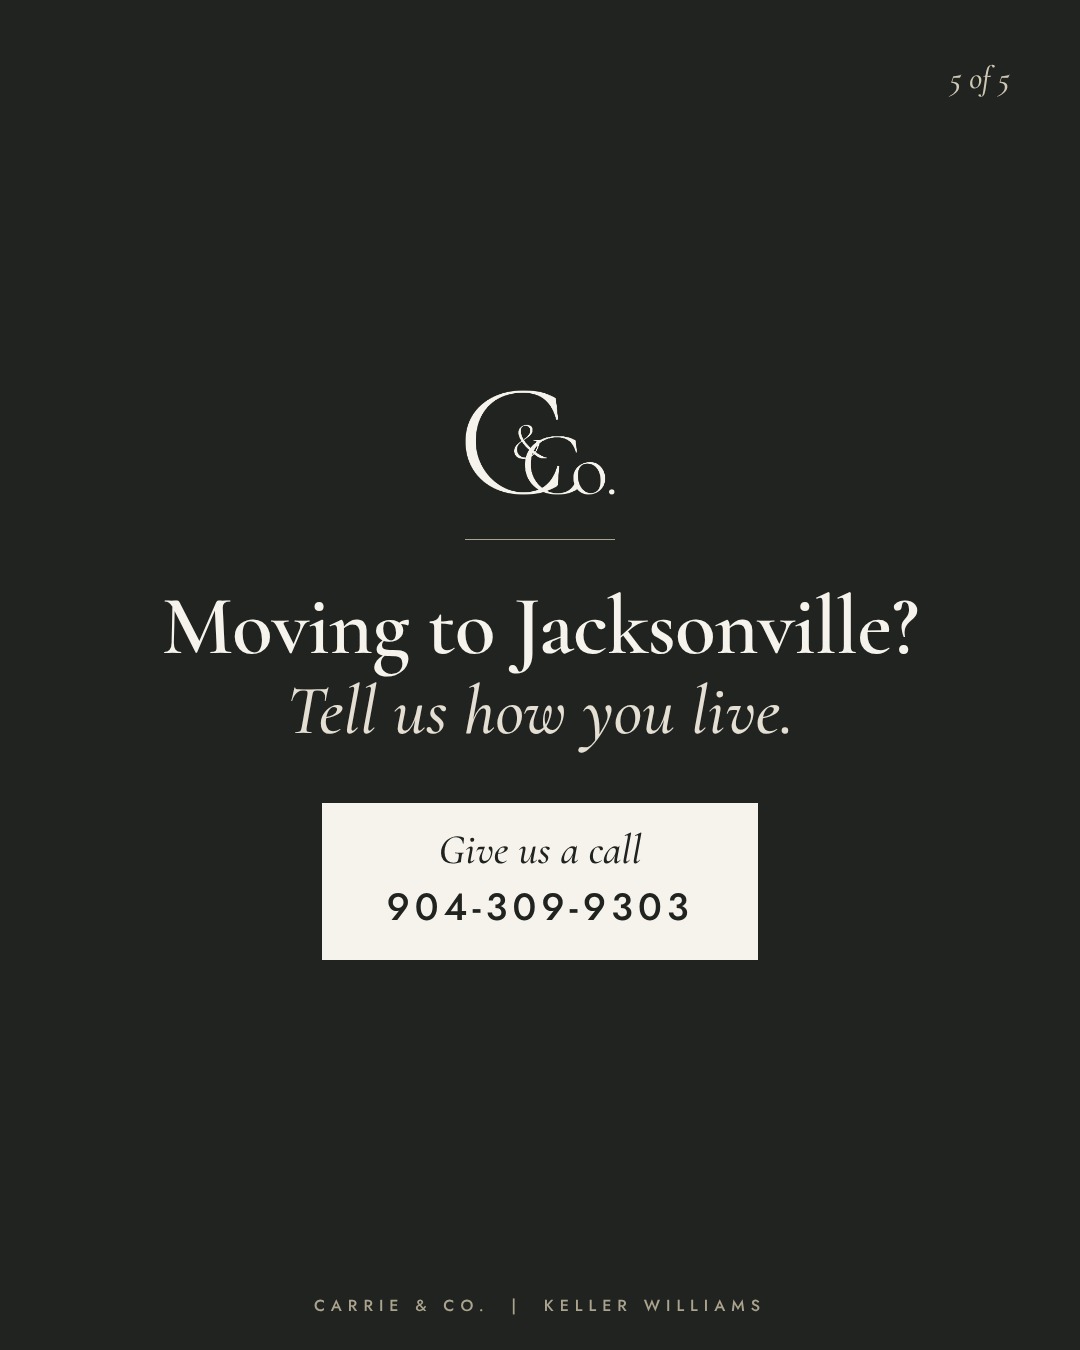 5 of 5
C & Co.
Moving to Jacksonville?
Tell us how you live.
Give us a call
904-309-9303
CARRIE & CO. | KELLER WILLIAMS